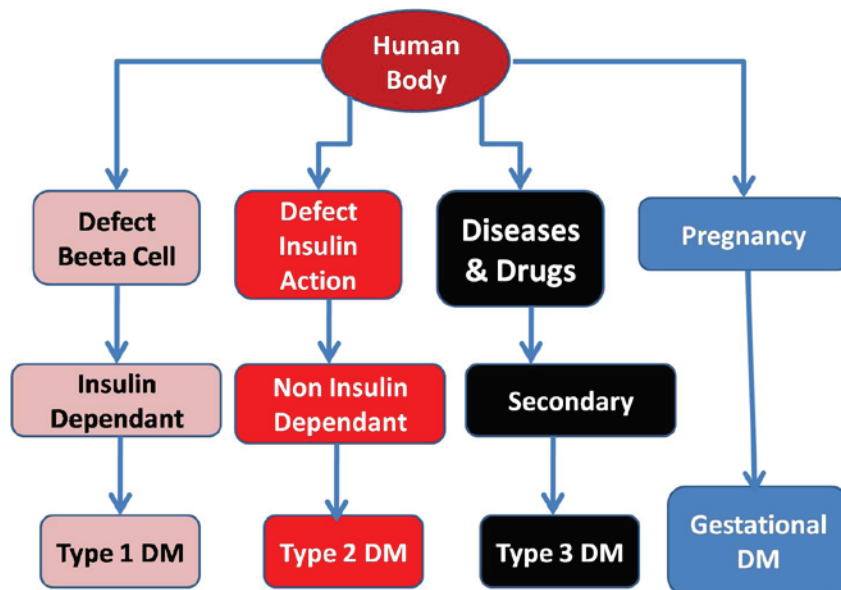 Human
Body
Defect
Beeta Cell
Defect
Insulin
Action
Diseases
& Drugs
Pregnancy
Insulin
Dependant
Non Insulin
Dependant
Secondary
Type 1 DM
Type 2 DM
Type 3 DM
Gestational
DM